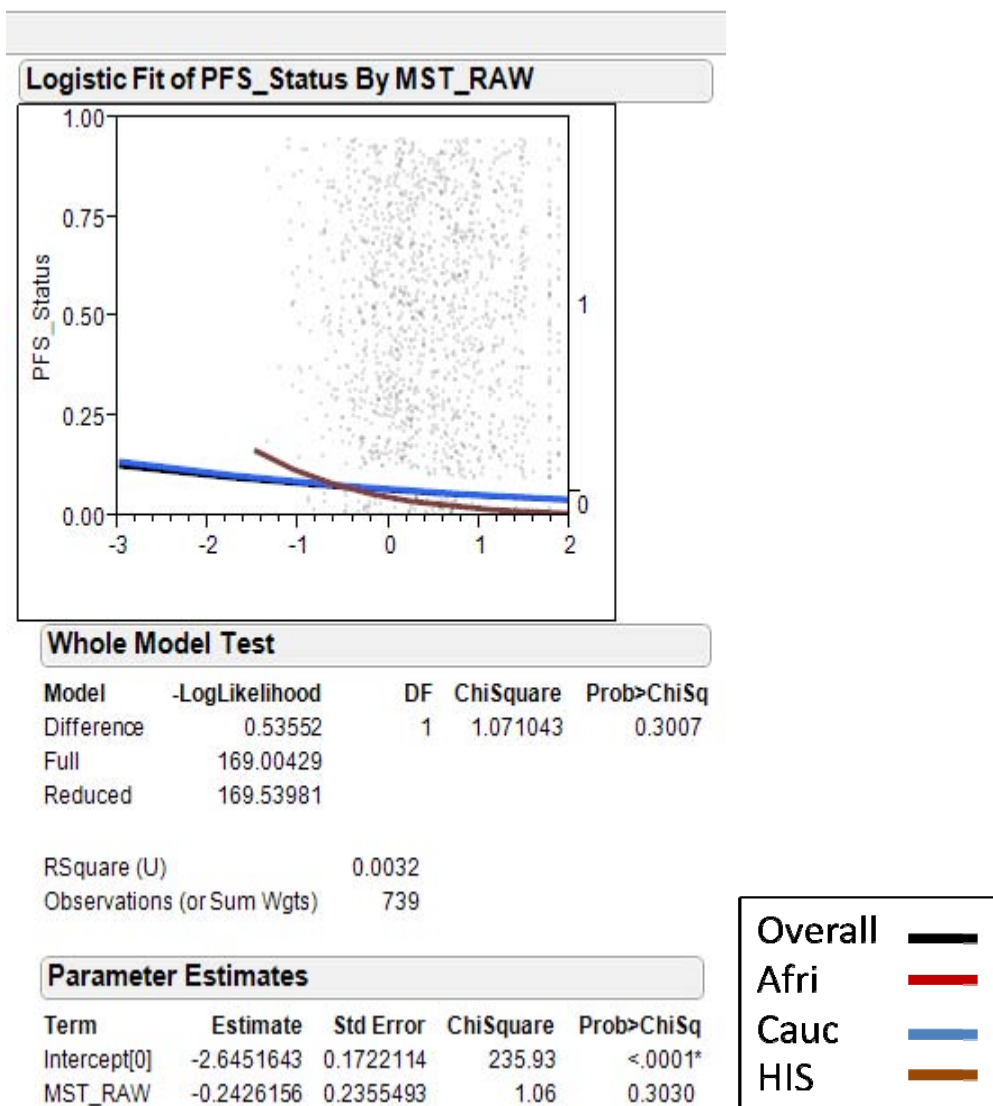 Logistic Fit of PFS_Status By MST_RAW
1.00
0.75
0.50
0.25
0.00
PFS_Status
1
0
-3 -2 -1 0 1 2
Whole Model Test
Model -LogLikelihood DF ChiSquare Prob>ChiSq
Difference 0.53552 1 1.071043 0.3007
Full 169.00429
Reduced 169.53981
RSquare (U) 0.0032
Observations (or Sum Wgts) 739
Parameter Estimates
Term Estimate Std Error ChiSquare Prob>ChiSq
Intercept[0] -2.6451643 0.1722114 235.93 <.0001*
MST_RAW -0.2426156 0.2355493 1.06 0.3030
Overall
Afri
Cauc
HIS